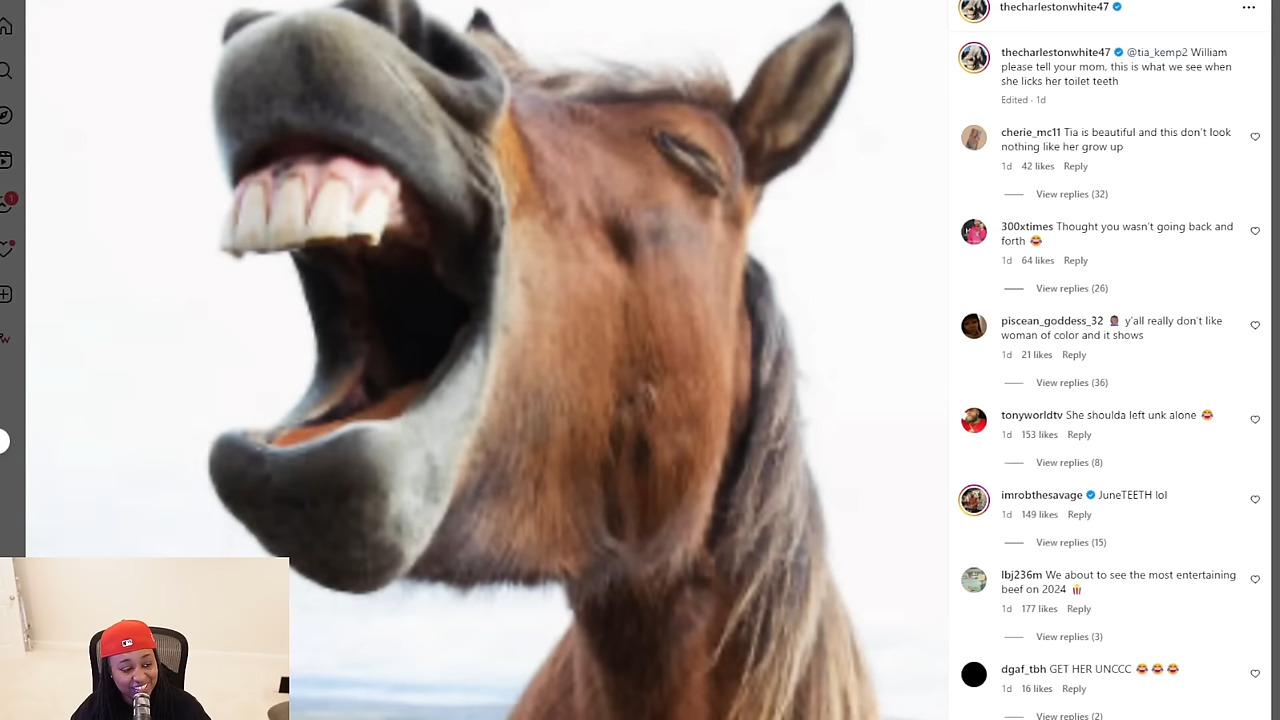 thecharlestonwhite47
thecharlestonwhite47 @tia_kemp2 William
please tell your mom, this is what we see when
she licks her toilet teeth
Edited · 1d
cherie_mc11 Tia is beautiful and this don't look
nothing like her grow up
1d 42 likes Reply
View replies (32)
300xtimes Thought you wasn't going back and
forth 😂
1d 64 likes Reply
View replies (26)
piscean_goddess_32 🤦🏾‍♀️ y'all really don't like
woman of color and it shows
1d 21 likes Reply
View replies (36)
tonyworldtv She shoulda left unk alone 😂
1d 153 likes Reply
View replies (8)
imrobthesavage JuneTEETH lol
1d 149 likes Reply
View replies (15)
lbj236m We about to see the most entertaining
beef on 2024 🍿
1d 177 likes Reply
View replies (3)
dgaf_tbh GET HER UNCCC 😂😂😂
1d 16 likes Reply
View replies (2)
1